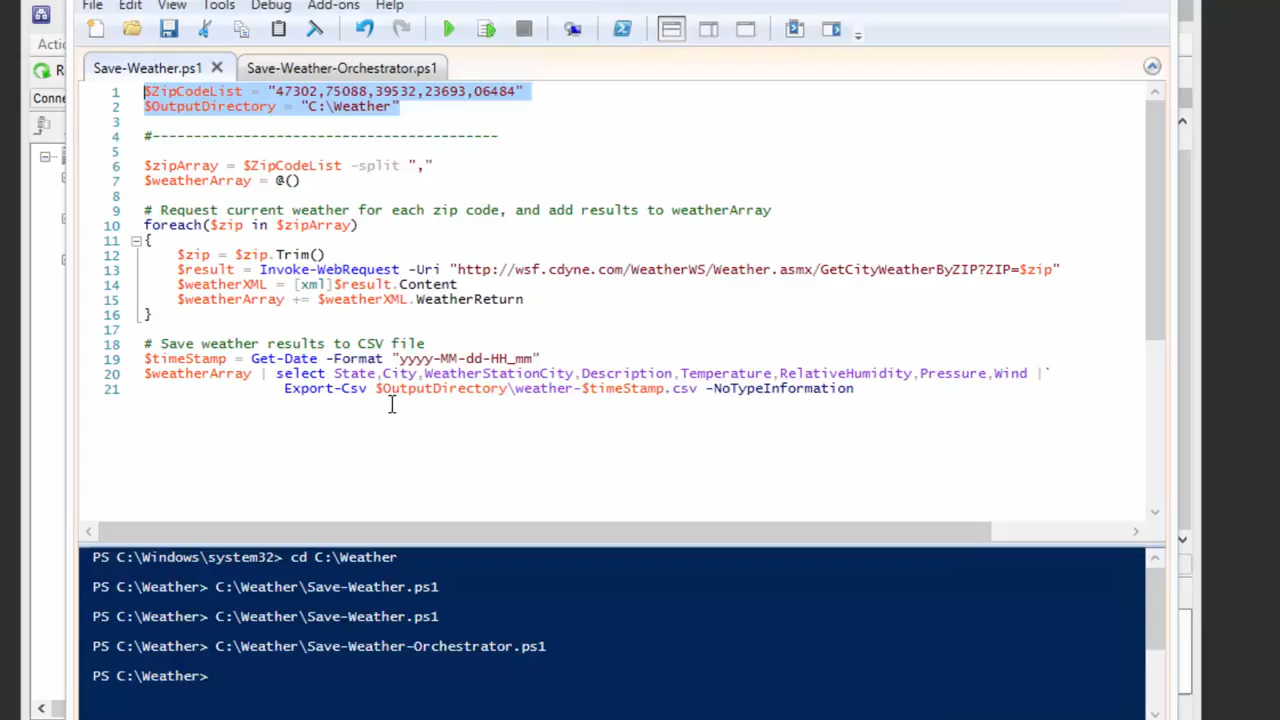 File Edit View Tools Debug Add-ons Help
Save-Weather.ps1
Save-Weather-Orchestrator.ps1
1 $ZipCodeList = "47302,75088,39532,23693,06484"
2 $OutputDirectory = "C:\Weather"
3
4 #------------------------------------------
5
6 $zipArray = $ZipCodeList -split ","
7 $weatherArray = @()
8
9 # Request current weather for each zip code, and add results to weatherArray
10 foreach($zip in $zipArray)
11 {
12 $zip = $zip.Trim()
13 $result = Invoke-WebRequest -Uri "http://wsf.cdyne.com/WeatherWS/Weather.asmx/GetCityWeatherByZIP?ZIP=$zip"
14 $weatherXML = [xml]$result.Content
15 $weatherArray += $weatherXML.WeatherReturn
16 }
17
18 # Save weather results to CSV file
19 $timeStamp = Get-Date -Format "yyyy-MM-dd-HH_mm"
20 $weatherArray | select State,City,WeatherStationCity,Description,Temperature,RelativeHumidity,Pressure,Wind |`
21 Export-Csv $OutputDirectory\weather-$timeStamp.csv -NoTypeInformation
PS C:\Windows\system32> cd C:\Weather
PS C:\Weather> C:\Weather\Save-Weather.ps1
PS C:\Weather> C:\Weather\Save-Weather.ps1
PS C:\Weather> C:\Weather\Save-Weather-Orchestrator.ps1
PS C:\Weather>
Actio
R
Conne